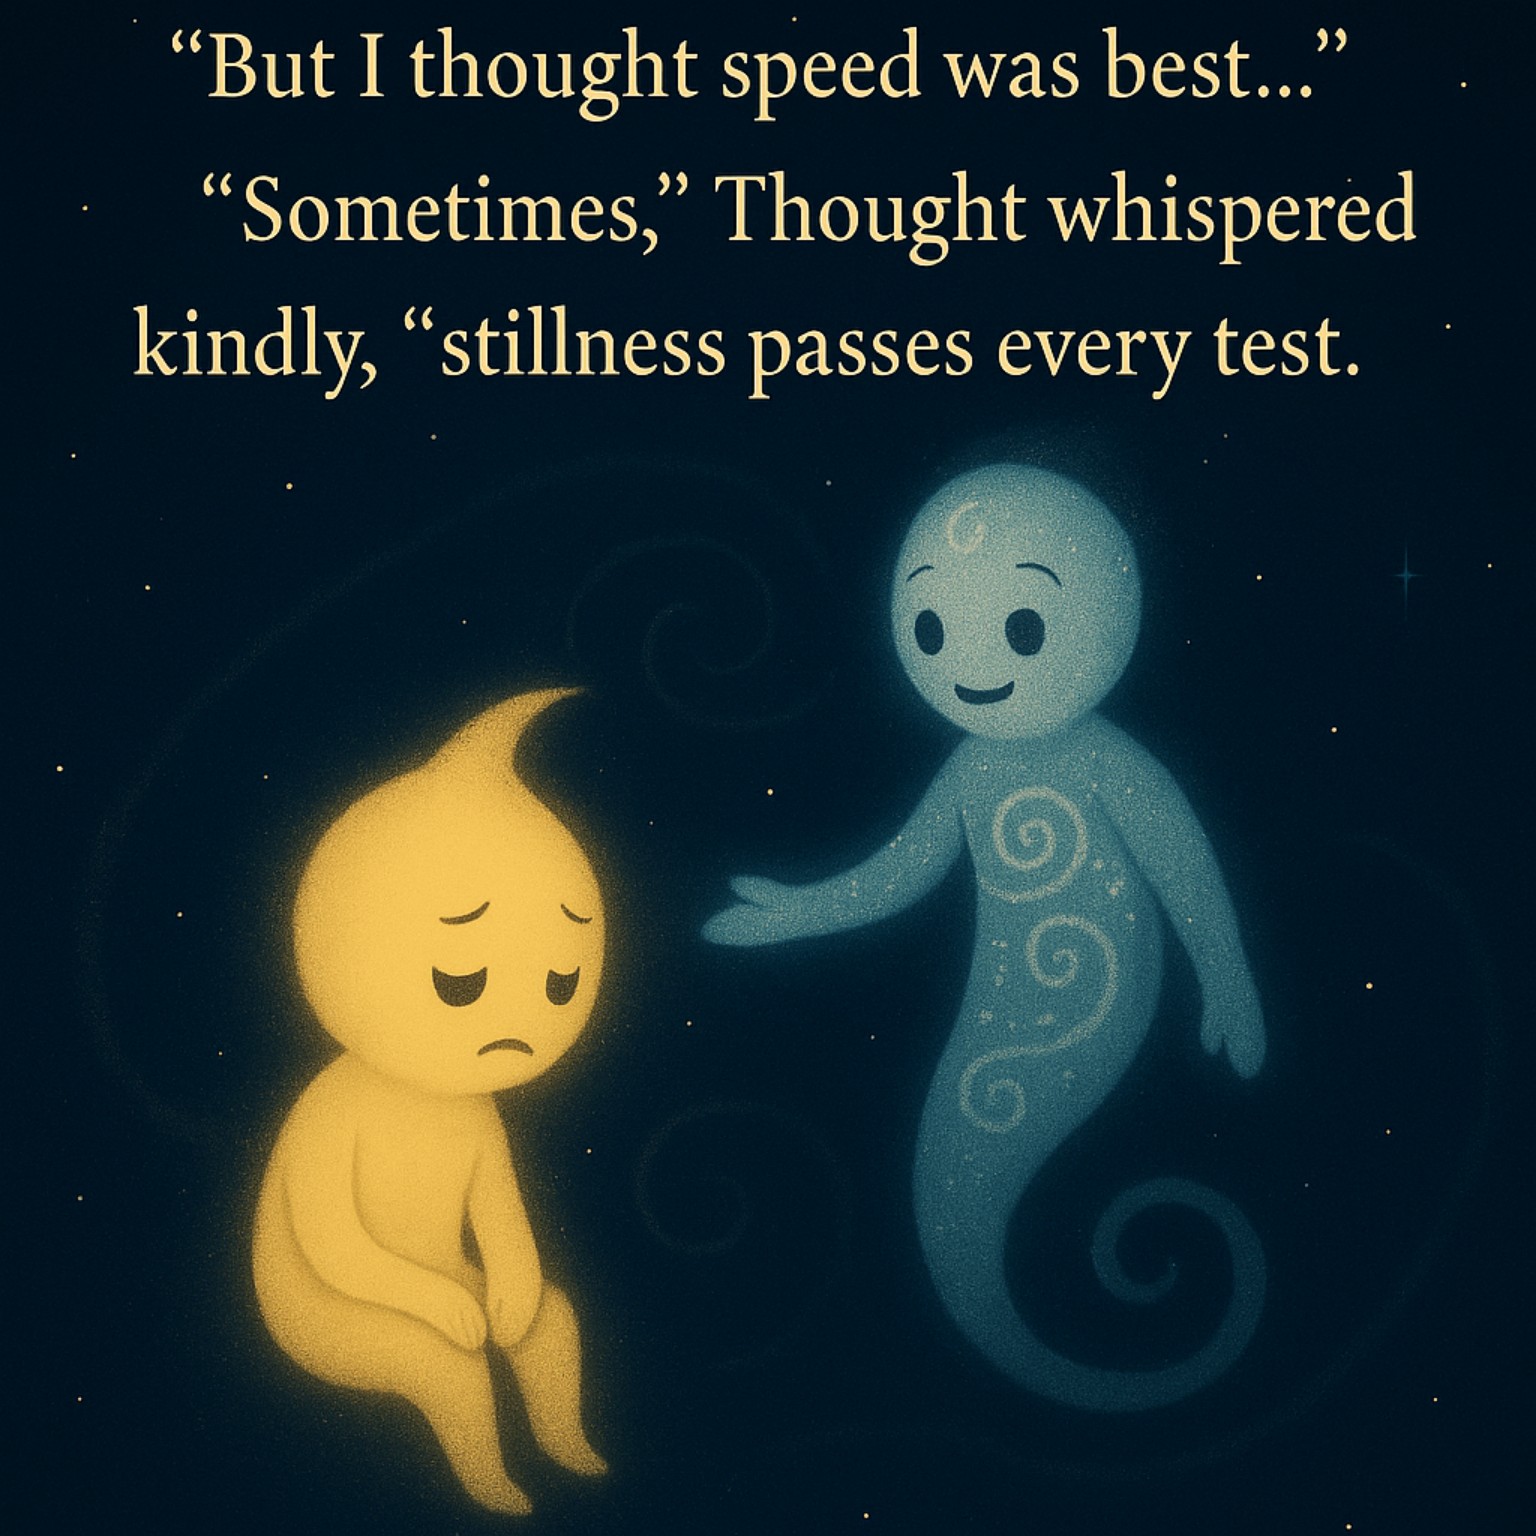 “But I thought speed was best...”
“Sometimes,” Thought whispered
kindly, “stillness passes every test.